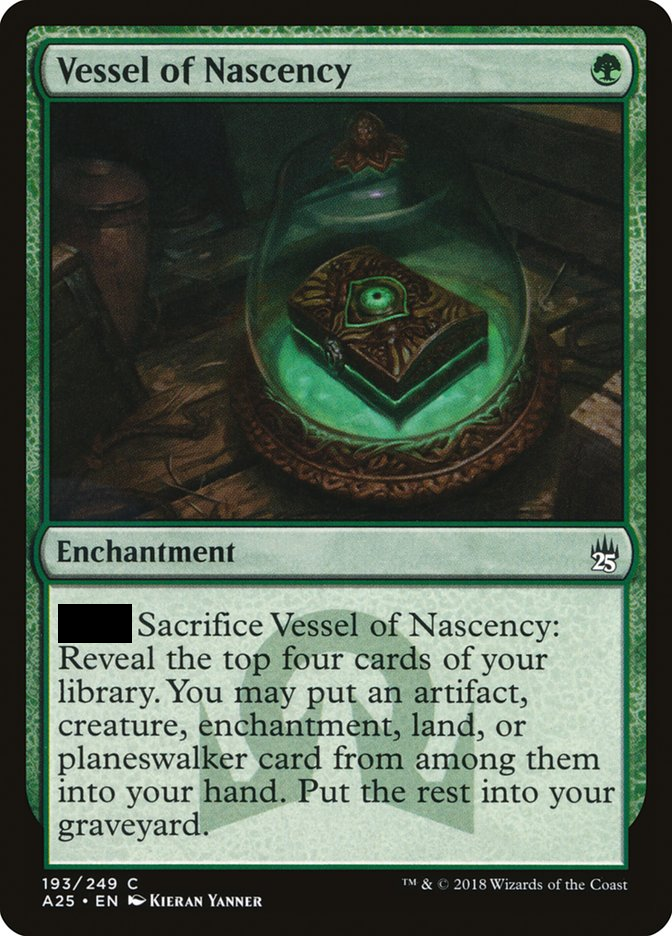 Vessel of Nascency
Enchantment
25
Sacrifice Vessel of Nascency:
Reveal the top four cards of your
library. You may put an artifact,
creature, enchantment, land, or
planeswalker card from among them
into your hand. Put the rest into your
graveyard.
193/249 C
™ & © 2018 Wizards of the Coast
A25 • EN Kieran Yanner